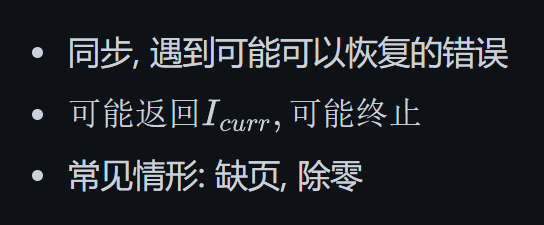 同步, 遇到可能可以恢复的错误
可能返回I_{curr}, 可能终止
常见情形: 缺页, 除零